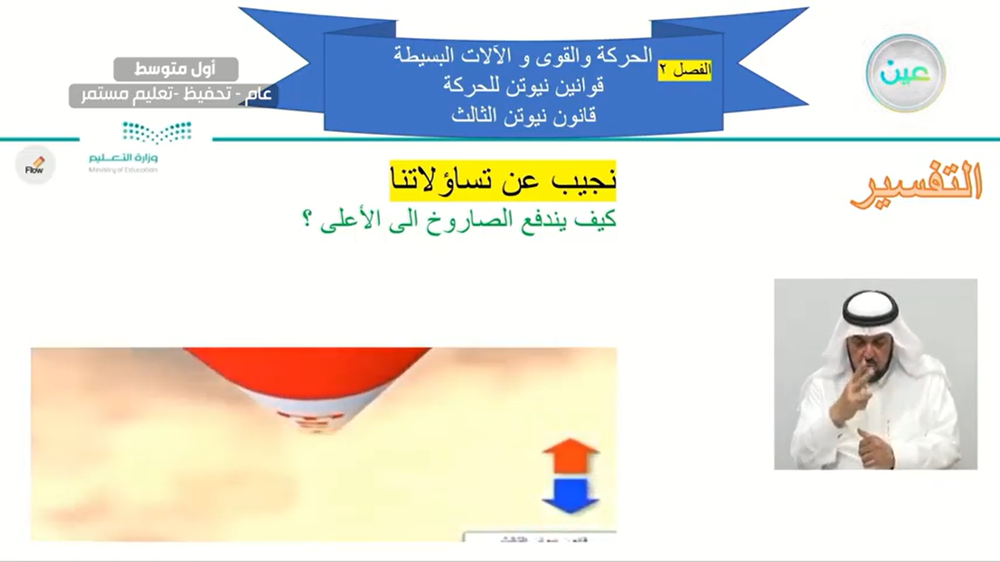 الحركة والقوى و الآلات البسيطة
الفصل ٢
قوانين نيوتن للحركة
قانون نيوتن الثالث
عين
أول متوسط
عام - تحفيظ -تعليم مستمر
وزارة التعليم
Ministry of Education
Flow
التفسير
نجيب عن تساؤلاتنا
كيف يندفع الصاروخ الى الأعلى ؟